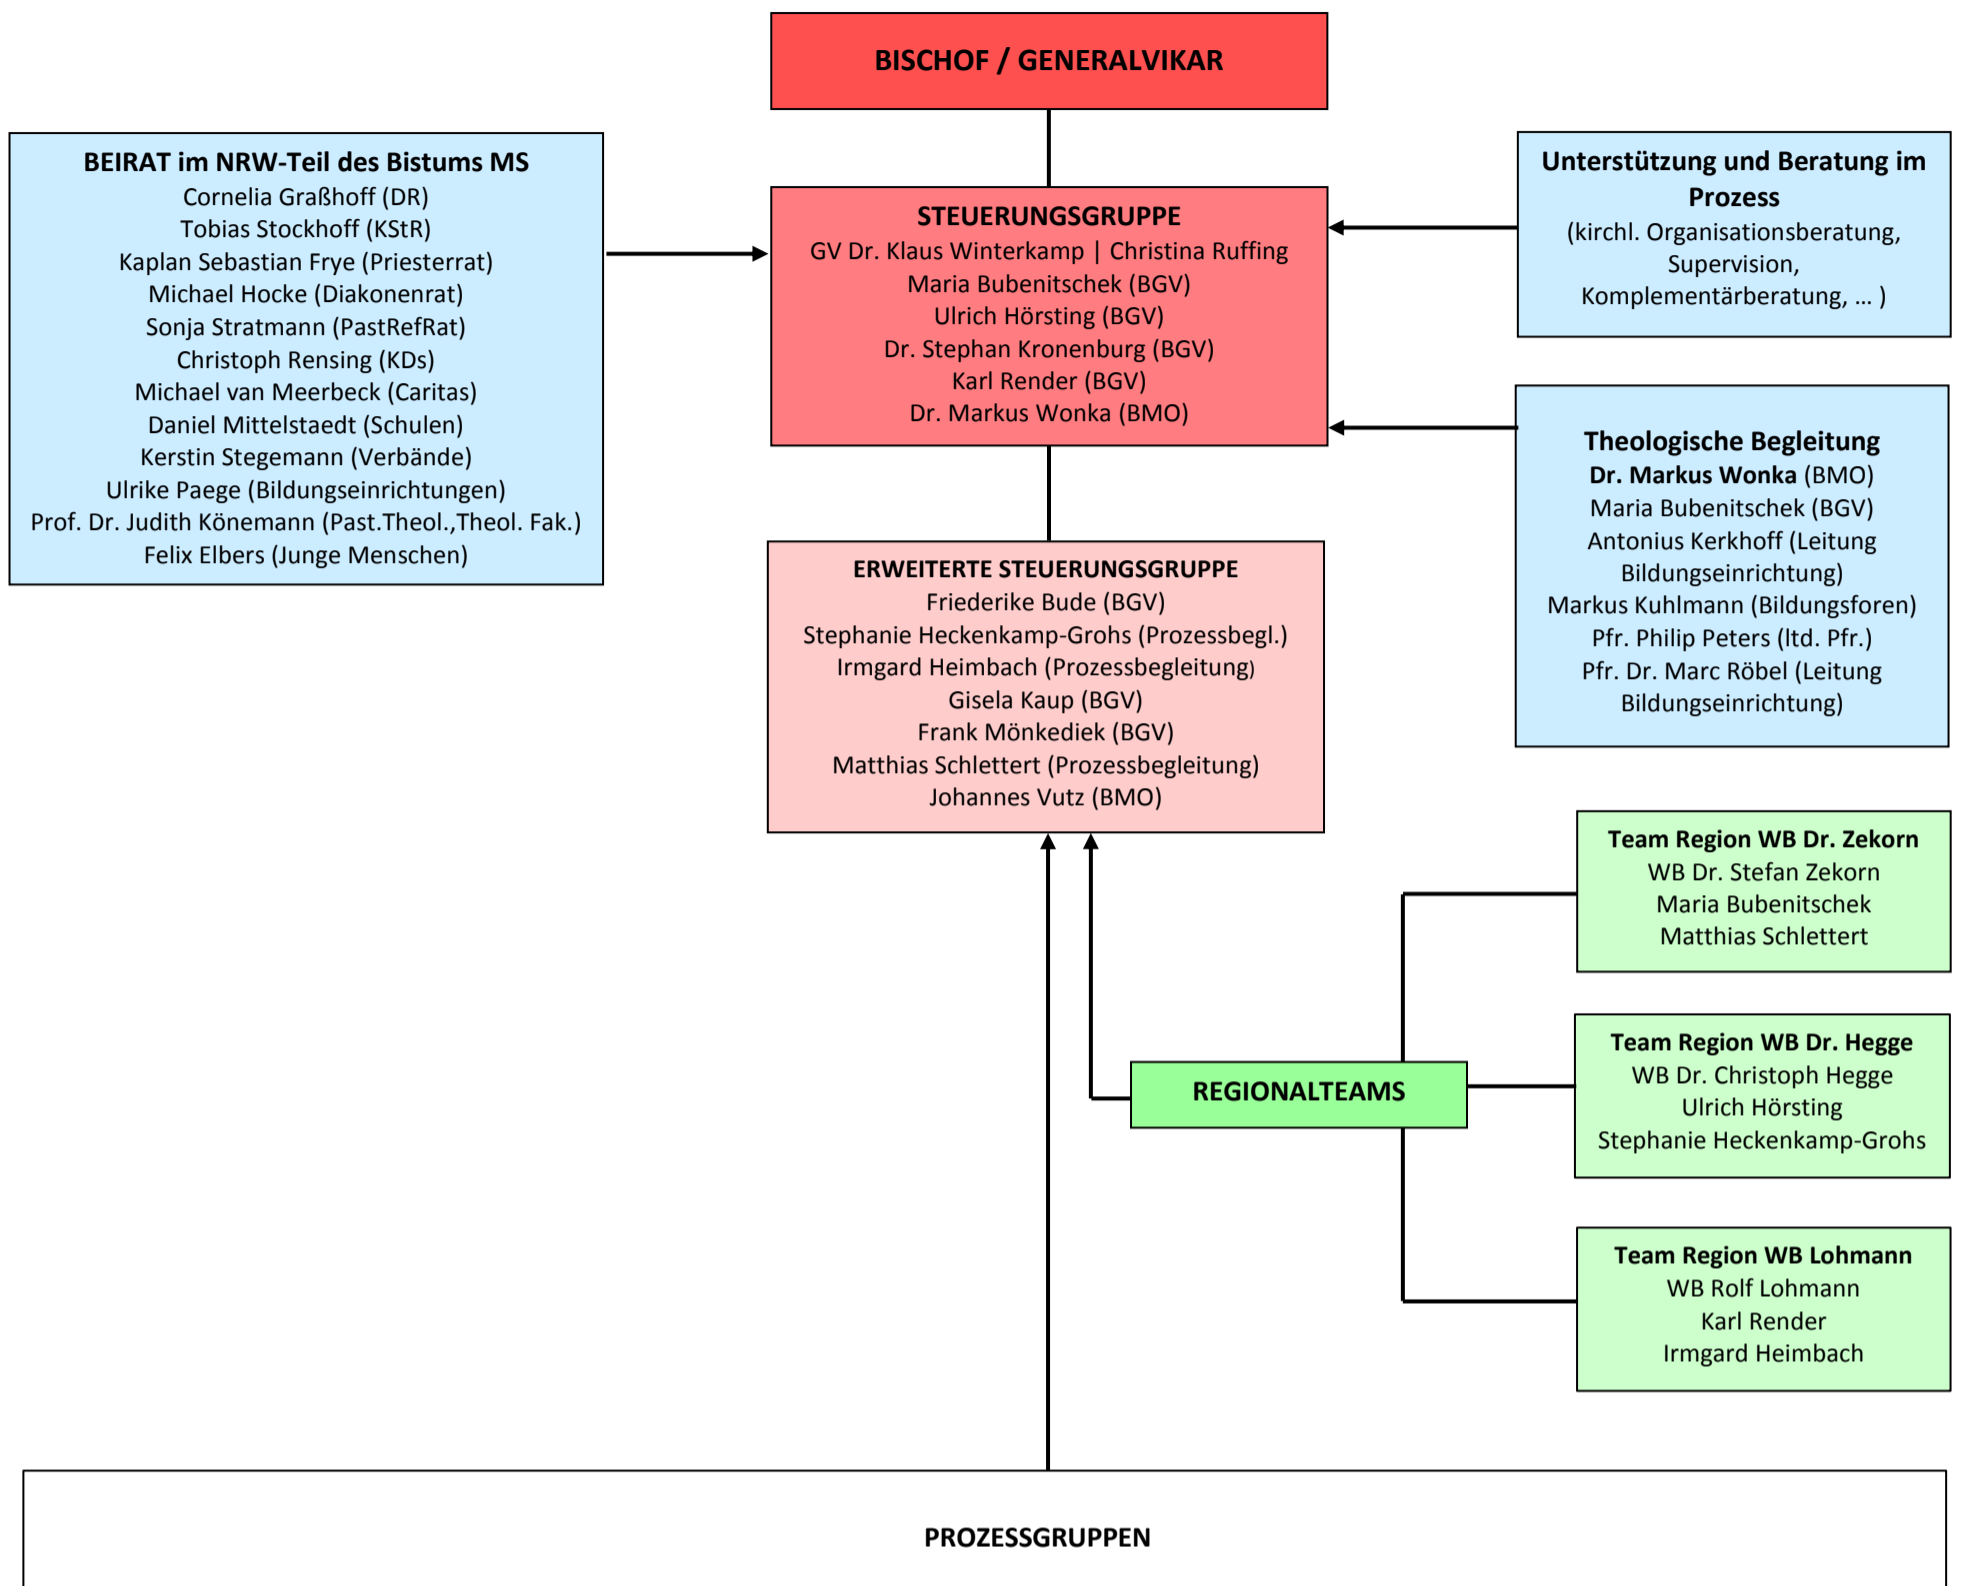 BISCHOF / GENERALVIKAR
BEIRAT im NRW-Teil des Bistums MS
Cornelia Graßhoff (DR)
Tobias Stockhoff (KStR)
Kaplan Sebastian Frye (Priesterrat)
Michael Hocke (Diakonenrat)
Sonja Stratmann (PastRefRat)
Christoph Rensing (KDs)
Michael van Meerbeck (Caritas)
Daniel Mittelstaedt (Schulen)
Kerstin Stegemann (Verbände)
Ulrike Paege (Bildungseinrichtungen)
Prof. Dr. Judith Könemann (Past.Theol.,Theol. Fak.)
Felix Elbers (Junge Menschen)
STEUERUNGSGRUPPE
GV Dr. Klaus Winterkamp | Christina Ruffing
Maria Bubenitschek (BGV)
Ulrich Hörsting (BGV)
Dr. Stephan Kronenburg (BGV)
Karl Render (BGV)
Dr. Markus Wonka (BMO)
Unterstützung und Beratung im
Prozess
(kirchl. Organisationsberatung,
Supervision,
Komplementärberatung, … )
Theologische Begleitung
Dr. Markus Wonka (BMO)
Maria Bubenitschek (BGV)
Antonius Kerkhoff (Leitung
Bildungseinrichtung)
Markus Kuhlmann (Bildungsforen)
Pfr. Philip Peters (ltd. Pfr.)
Pfr. Dr. Marc Röbel (Leitung
Bildungseinrichtung)
ERWEITERTE STEUERUNGSGRUPPE
Friederike Bude (BGV)
Stephanie Heckenkamp-Grohs (Prozessbegl.)
Irmgard Heimbach (Prozessbegleitung)
Gisela Kaup (BGV)
Frank Mönkediek (BGV)
Matthias Schlettert (Prozessbegleitung)
Johannes Vutz (BMO)
Team Region WB Dr. Zekorn
WB Dr. Stefan Zekorn
Maria Bubenitschek
Matthias Schlettert
REGIONALTEAMS
Team Region WB Dr. Hegge
WB Dr. Christoph Hegge
Ulrich Hörsting
Stephanie Heckenkamp-Grohs
Team Region WB Lohmann
WB Rolf Lohmann
Karl Render
Irmgard Heimbach
PROZESSGRUPPEN